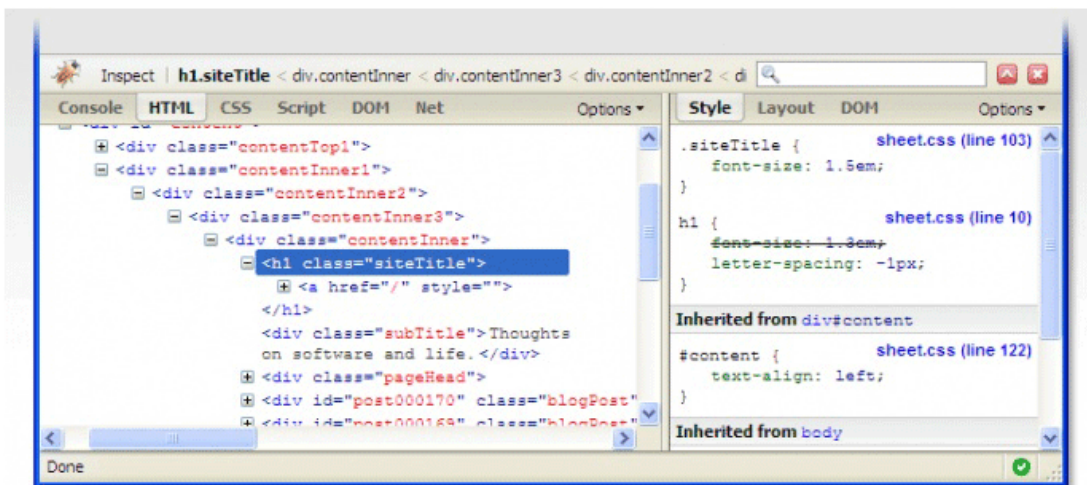 Inspect | h1.siteTitle < div.contentInner < div.contentInner3 < div.contentInner2 < di
Console HTML CSS Script DOM Net Options
<div class="contentTop1">
<div class="contentInner1">
<div class="contentInner2">
<div class="contentInner3">
<div class="contentInner">
<h1 class="siteTitle">
<a href="/" style="">
</h1>
<div class="subTitle">Thoughts
on software and life.</div>
<div class="pageHead">
<div id="post000170" class="blogPost"
<div id="post000169" class="blogPost"
Style Layout DOM Options
.siteTitle { sheet.css (line 103)
font-size: 1.5em;
}
h1 { sheet.css (line 10)
font-size: 1.3em;
letter-spacing: -1px;
}
Inherited from div#content
#content { sheet.css (line 122)
text-align: left;
}
Inherited from body
Done